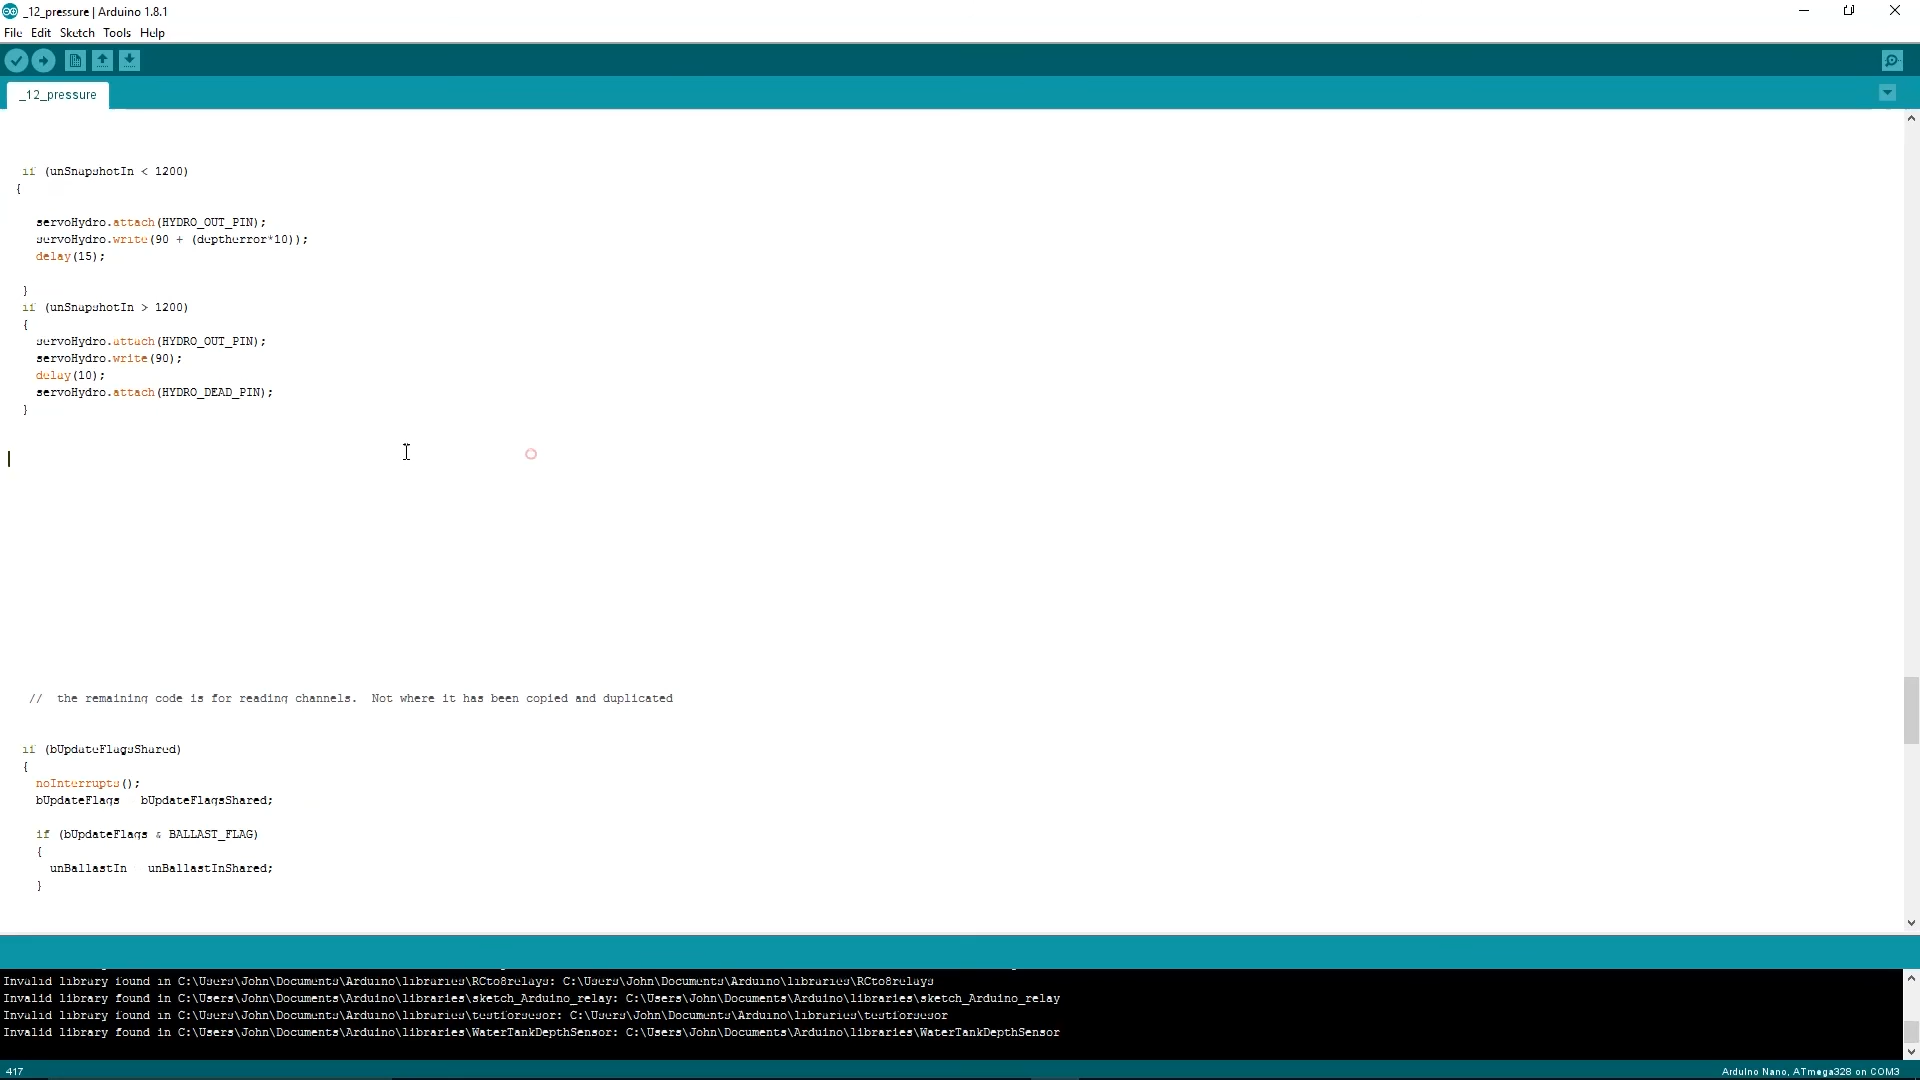 _12_pressure | Arduino 1.8.1
File Edit Sketch Tools Help
_12_pressure
if (unSnapshotIn < 1200)
{
servoHydro.attach(HYDRO_OUT_PIN);
servoHydro.write(90 + (deptherror*10));
delay(15);
}
if (unSnapshotIn > 1200)
{
servoHydro.attach(HYDRO_OUT_PIN);
servoHydro.write(90);
delay(10);
servoHydro.attach(HYDRO_DEAD_PIN);
}
// the remaining code is for reading channels. Not where it has been copied and duplicated
if (bUpdateFlagsShared)
{
noInterrupts();
bUpdateFlags bUpdateFlagsShared;
if (bUpdateFlags & BALLAST_FLAG)
{
unBallastIn unBallastInShared;
}
Invalid library found in C:\Users\John\Documents\Arduino\libraries\RCto8relays: C:\Users\John\Documents\Arduino\libraries\RCto8relays
Invalid library found in C:\Users\John\Documents\Arduino\libraries\sketch_Arduino_relay: C:\Users\John\Documents\Arduino\libraries\sketch_Arduino_relay
Invalid library found in C:\Users\John\Documents\Arduino\libraries\testforsesor: C:\Users\John\Documents\Arduino\libraries\testforsesor
Invalid library found in C:\Users\John\Documents\Arduino\libraries\WaterTankDepthSensor: C:\Users\John\Documents\Arduino\libraries\WaterTankDepthSensor
417
Arduino Nano, ATmega328 on COM3